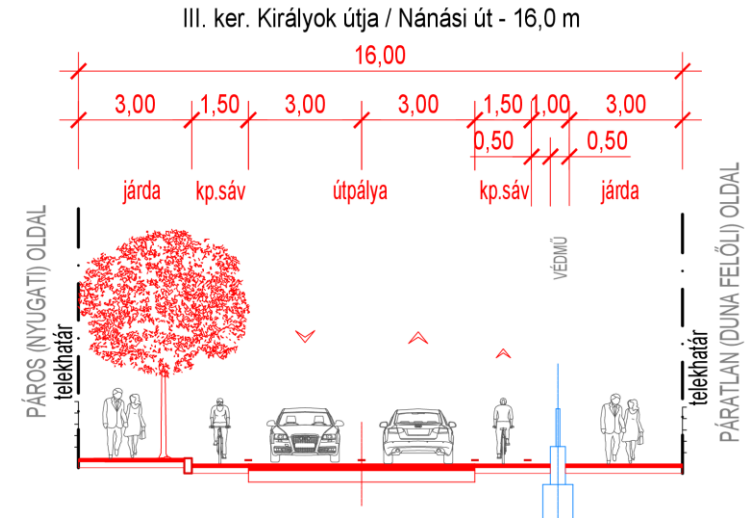 III. ker. Királyok útja / Nánási út - 16,0 m
16,00
3,00 1,50 3,00 3,00 1,50 1,00 3,00
0,50 0,50
járda kp.sáv útpálya kp.sáv járda
VÉDMŰ
PÁROS (NYUGATI) OLDAL
telekhatár
telekhatár
PÁRATLAN (DUNA FELŐLI) OLDAL